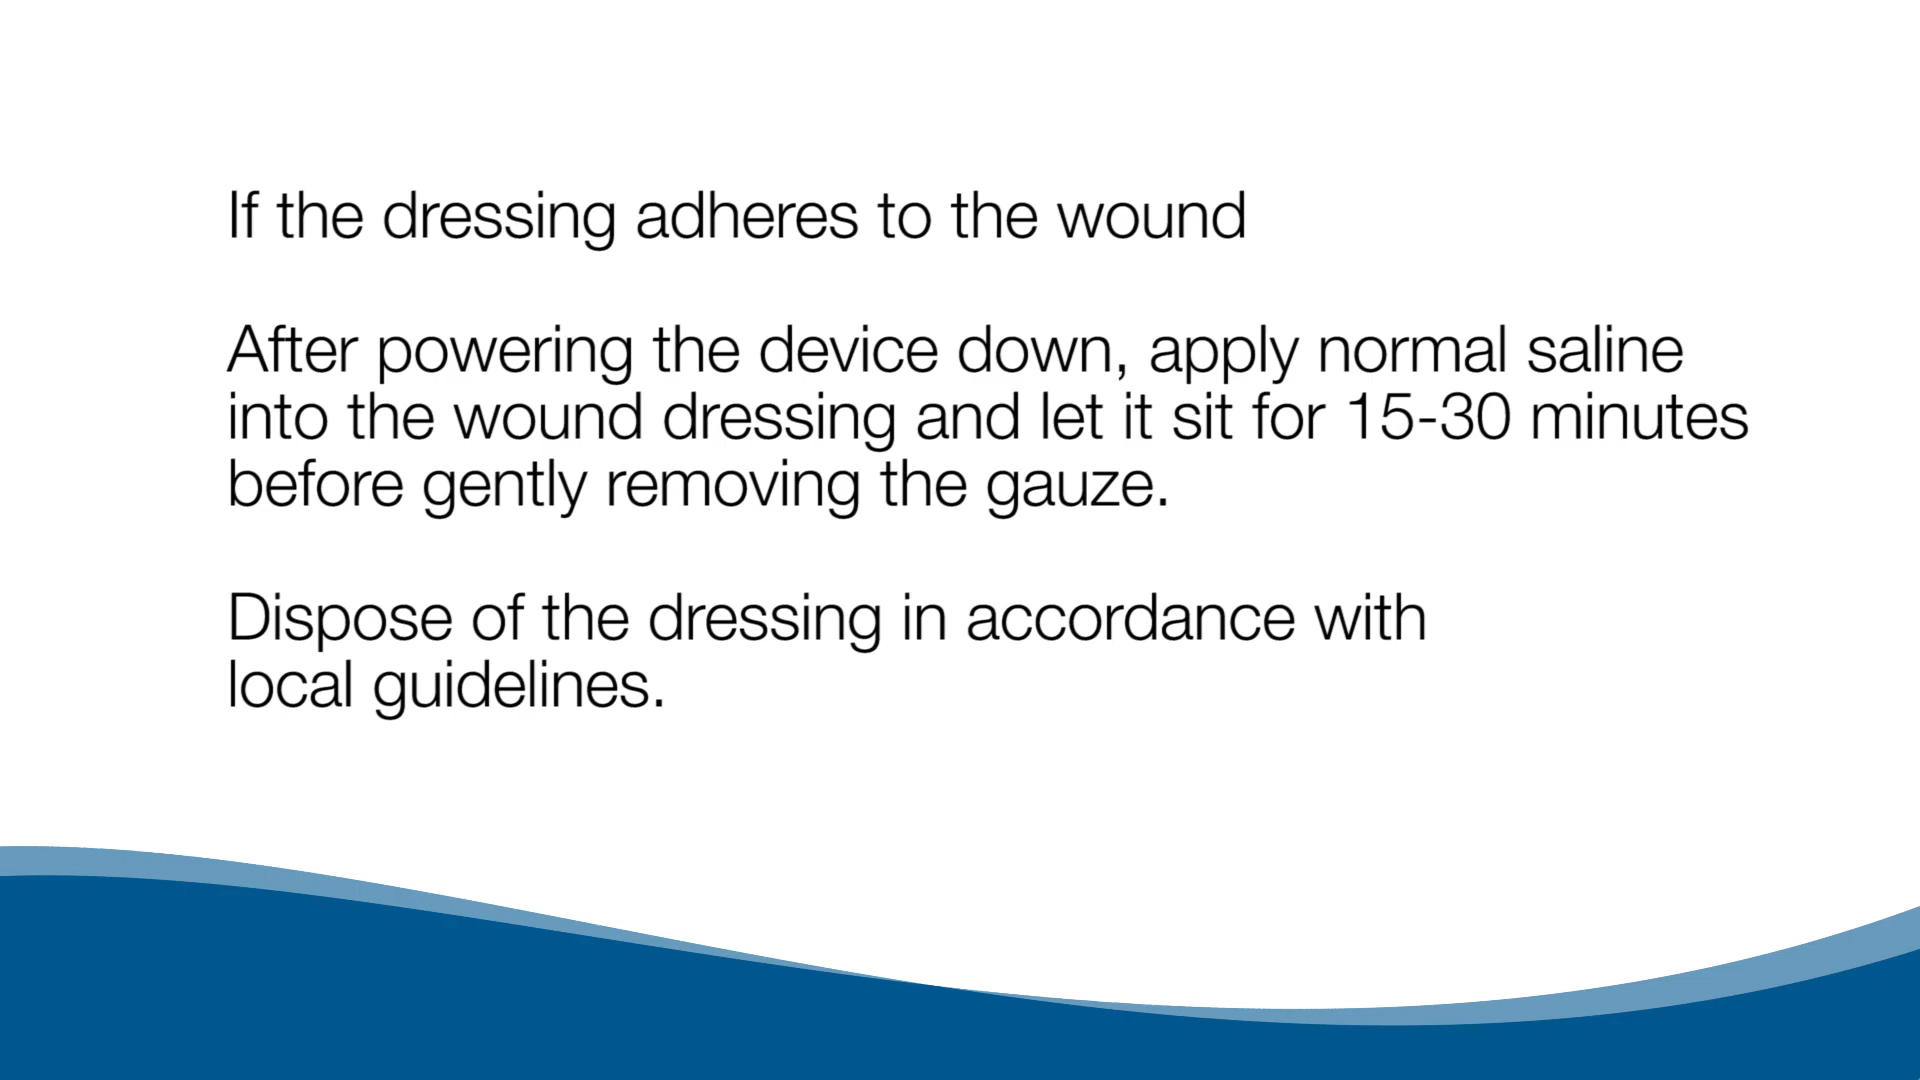 If the dressing adheres to the wound
After powering the device down, apply normal saline
into the wound dressing and let it sit for 15-30 minutes
before gently removing the gauze.
Dispose of the dressing in accordance with
local guidelines.